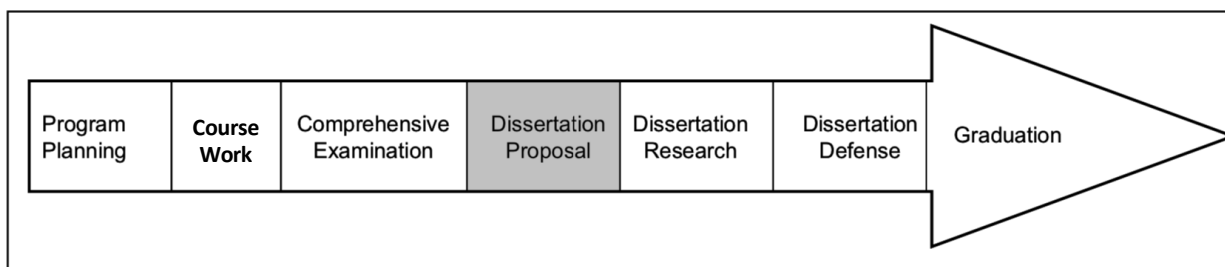 Program
Planning
Course
Work
Comprehensive
Examination
Dissertation
Proposal
Dissertation
Research
Dissertation
Defense
Graduation